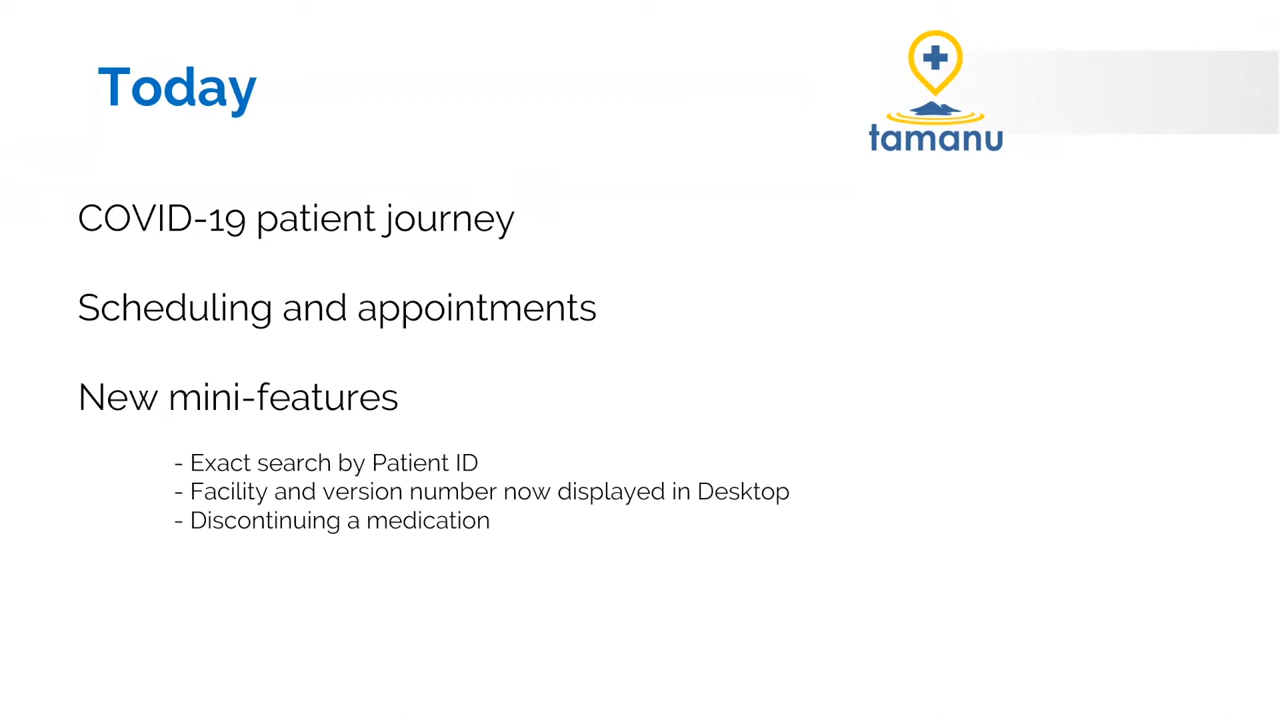 Today
tamanu
COVID-19 patient journey
Scheduling and appointments
New mini-features
- Exact search by Patient ID
- Facility and version number now displayed in Desktop
- Discontinuing a medication